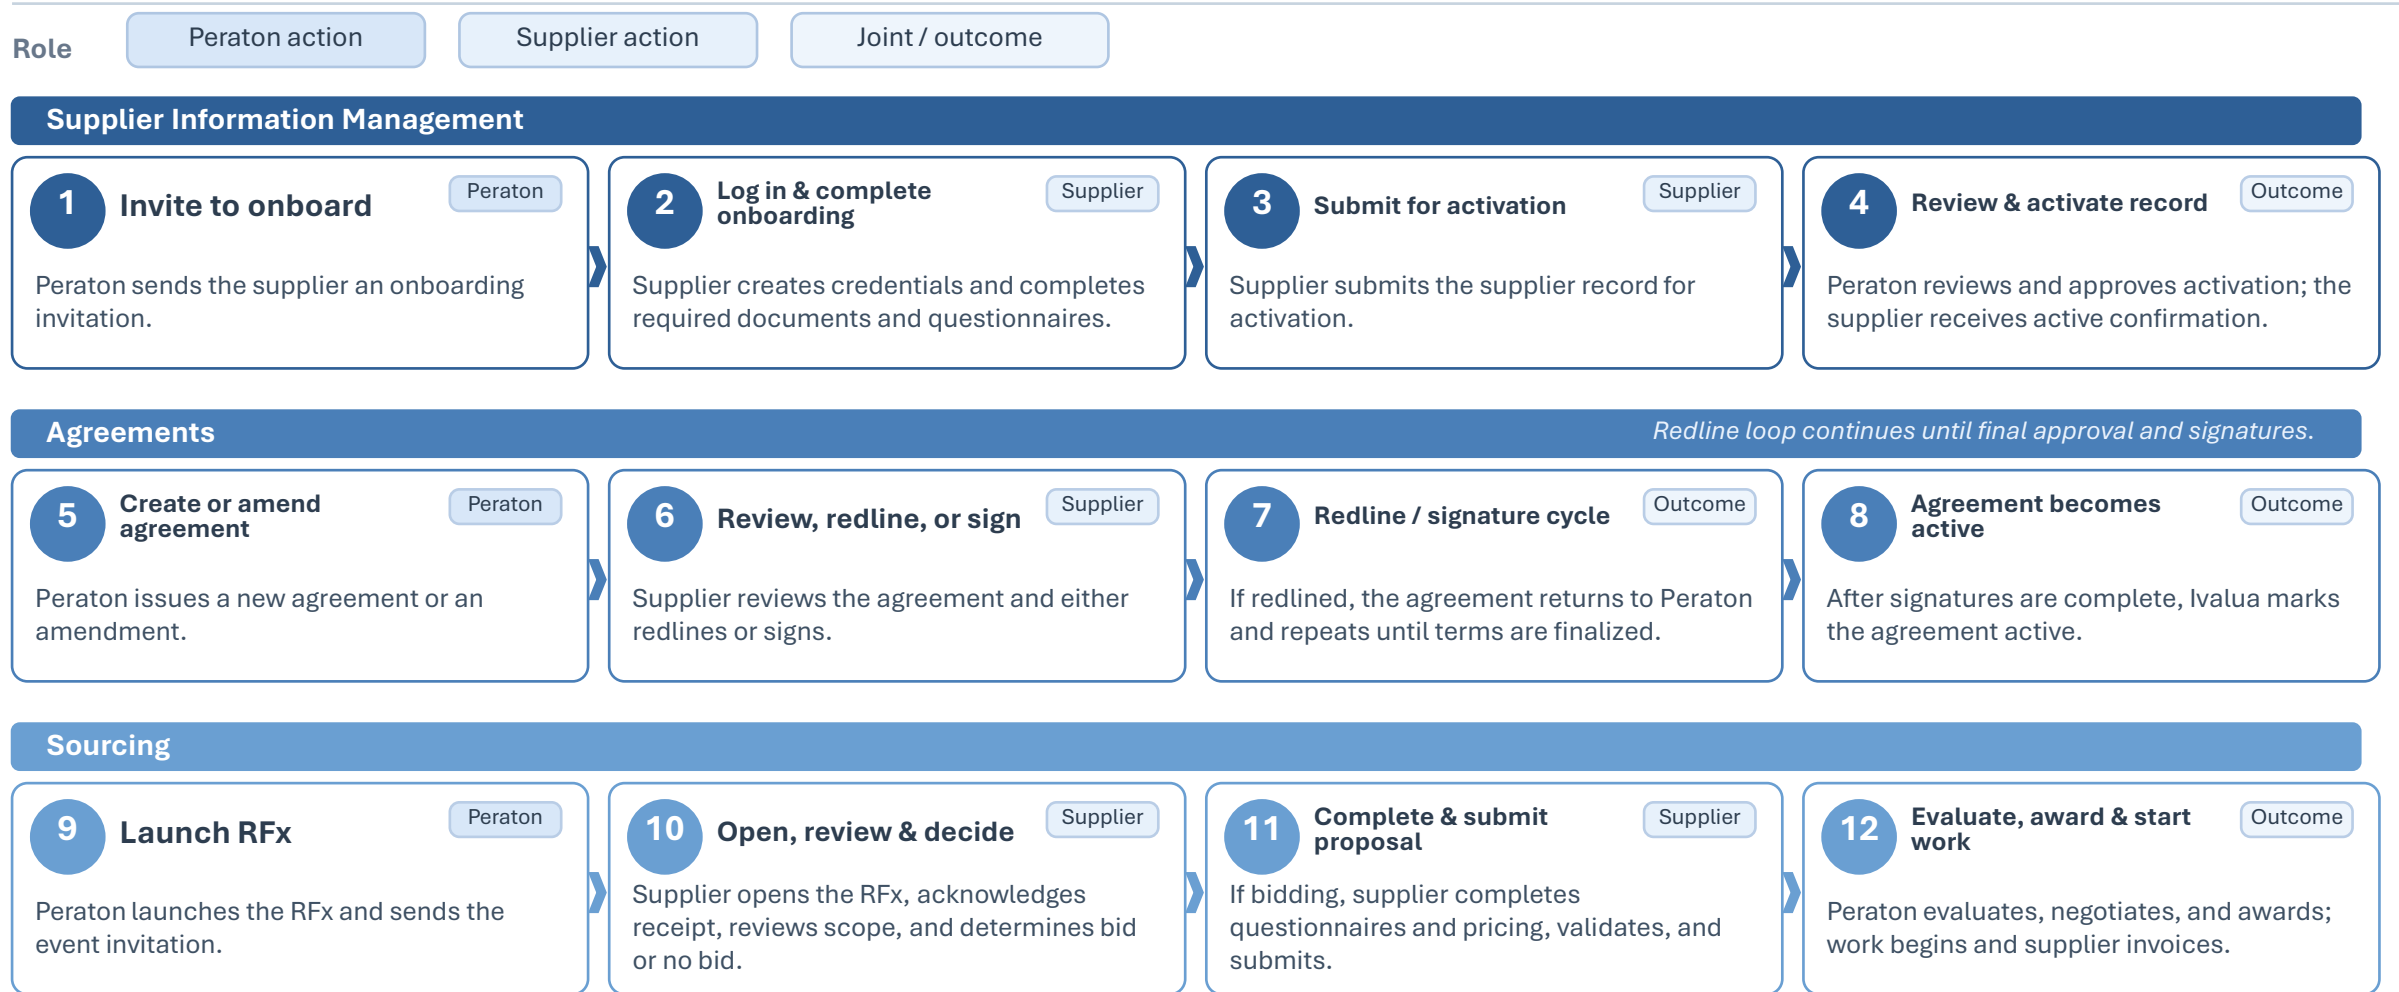 Role
Peraton action
Supplier action
Joint / outcome
Supplier Information Management
1
Invite to onboard
Peraton
Peraton sends the supplier an onboarding
invitation.
2
Log in & complete
onboarding
Supplier
Supplier creates credentials and completes
required documents and questionnaires.
3
Submit for activation
Supplier
Supplier submits the supplier record for
activation.
4
Review & activate record
Outcome
Peraton reviews and approves activation; the
supplier receives active confirmation.
Agreements
Redline loop continues until final approval and signatures.
5
Create or amend
agreement
Peraton
Peraton issues a new agreement or an
amendment.
6
Review, redline, or sign
Supplier
Supplier reviews the agreement and either
redlines or signs.
7
Redline / signature cycle
Outcome
If redlined, the agreement returns to Peraton
and repeats until terms are finalized.
8
Agreement becomes
active
Outcome
After signatures are complete, Ivalua marks
the agreement active.
Sourcing
9
Launch RFx
Peraton
Peraton launches the RFx and sends the
event invitation.
10
Open, review & decide
Supplier
Supplier opens the RFx, acknowledges
receipt, reviews scope, and determines bid
or no bid.
11
Complete & submit
proposal
Supplier
If bidding, supplier completes
questionnaires and pricing, validates, and
submits.
12
Evaluate, award & start
work
Outcome
Peraton evaluates, negotiates, and awards;
work begins and supplier invoices.